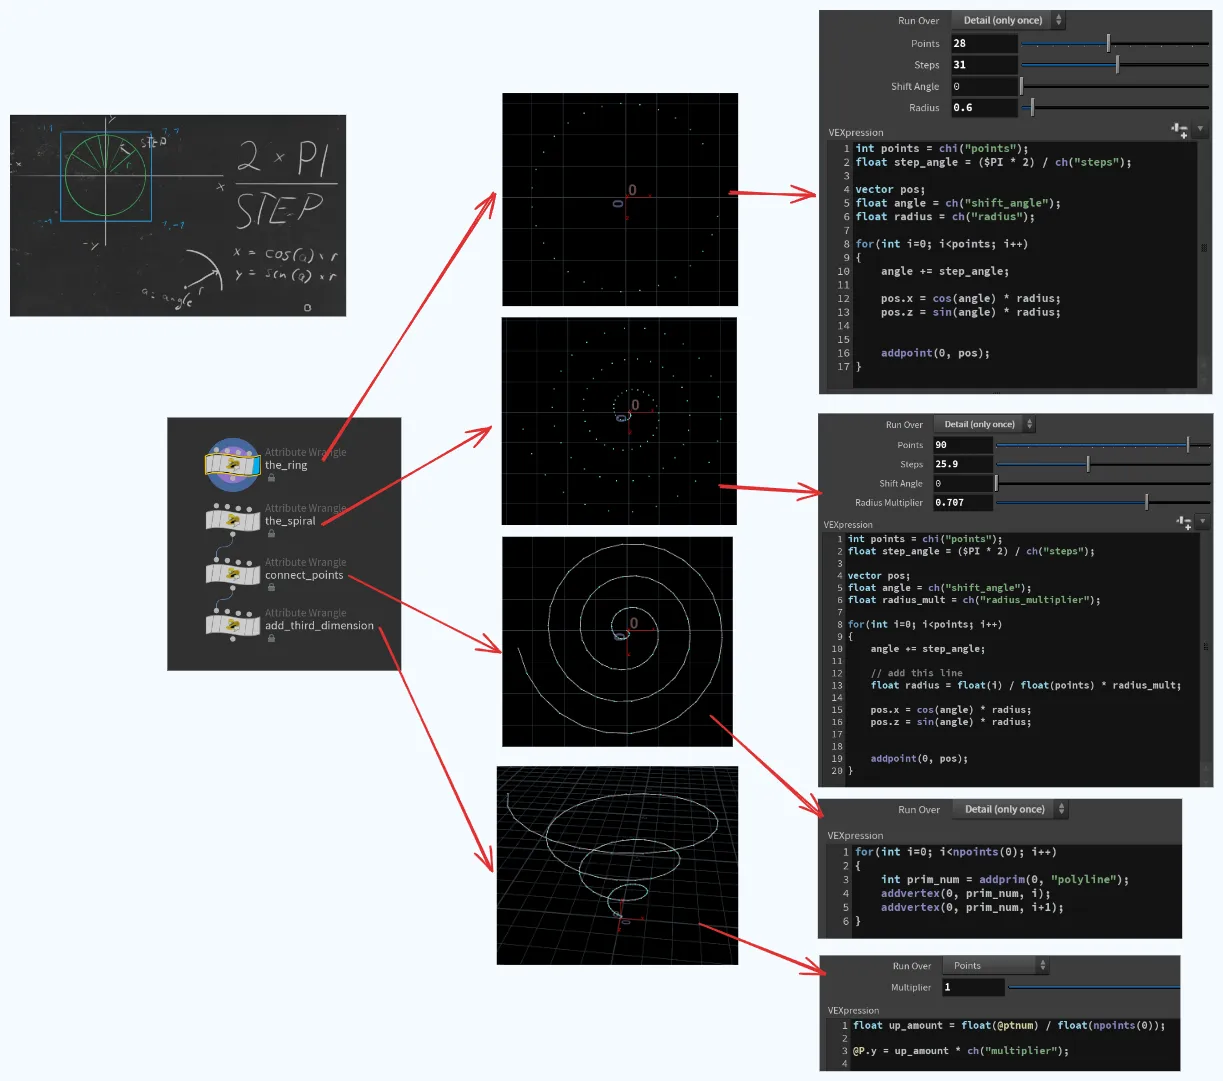 2 * PI
STEP
x = cos(a) * r
y = sin(a) * r
a = angle
r
STEP
r
x
y
-y
1,-1
Attribute Wrangle
the_ring
Attribute Wrangle
the_spiral
Attribute Wrangle
connect_points
Attribute Wrangle
add_third_dimension
0
0
0
0
0
0
0
Run Over Detail (only once)
Points 28
Steps 31
Shift Angle 0
Radius 0.6
VEXpression
1 int points = chi("points");
2 float step_angle = ($PI * 2) / ch("steps");
3
4 vector pos;
5 float angle = ch("shift_angle");
6 float radius = ch("radius");
7
8 for(int i=0; i<points; i++)
9 {
10 angle += step_angle;
11
12 pos.x = cos(angle) * radius;
13 pos.z = sin(angle) * radius;
14
15
16 addpoint(0, pos);
17 }
Run Over Detail (only once)
Points 90
Steps 25.9
Shift Angle 0
Radius Multiplier 0.707
VEXpression
1 int points = chi("points");
2 float step_angle = ($PI * 2) / ch("steps");
3
4 vector pos;
5 float angle = ch("shift_angle");
6 float radius_mult = ch("radius_multiplier");
7
8 for(int i=0; i<points; i++)
9 {
10 angle += step_angle;
11
12 // add this line
13 float radius = float(i) / float(points) * radius_mult;
14
15 pos.x = cos(angle) * radius;
16 pos.z = sin(angle) * radius;
17
18
19 addpoint(0, pos);
20 }
Run Over Detail (only once)
VEXpression
1 for(int i=0; i<npoints(0); i++)
2 {
3 int prim_num = addprim(0, "polyline");
4 addvertex(0, prim_num, i);
5 addvertex(0, prim_num, i+1);
6 }
Run Over Points
Multiplier 1
VEXpression
1 float up_amount = float(@ptnum) / float(npoints(0));
2
3 @P.y = up_amount * ch("multiplier");
4